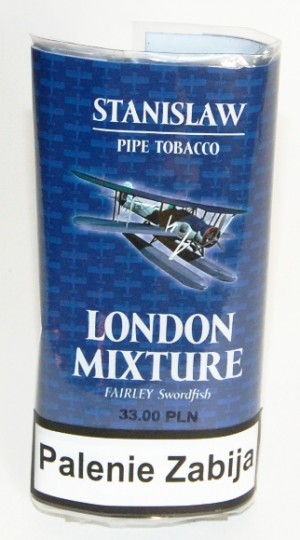 STANISLAW
PIPE TOBACCO
LONDON
MIXTURE
FAIRLEY Swordfish
33.00 PLN
Palenie Zabija